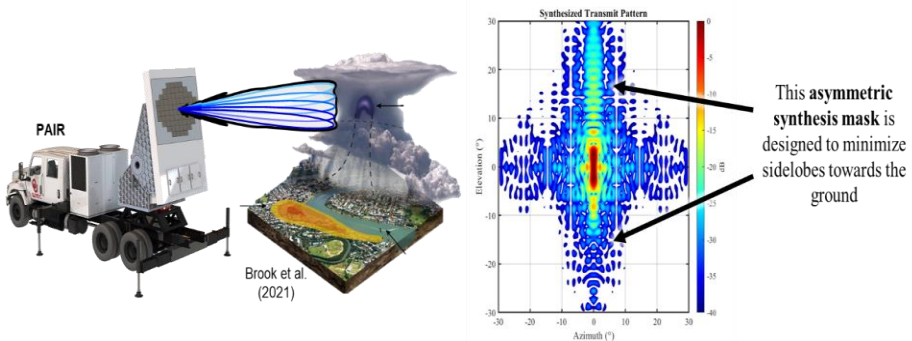 PAIR
Brook et al.
(2021)
Synthesized Transmit Pattern
Elevation (°)
30
20
10
0
-10
-20
-30
-30
-20
-10
0
10
20
30
Azimuth (°)
0
-5
-10
-15
-20
-25
-30
-35
-40
dB
This asymmetric
synthesis mask is
designed to minimize
sidelobes towards the
ground